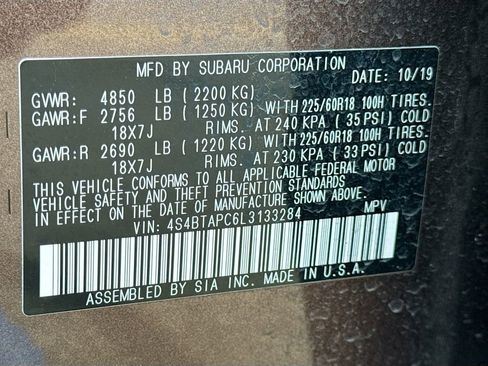 MFD BY SUBARU CORPORATION
DATE: 10/19
GVWR: 4850 LB (2200 KG)
GAWR:F 2756 LB (1250 KG) WITH 225/60R18 100H TIRES.
18X7J RIMS. AT 240 KPA (35 PSI) COLD
GAWR:R 2690 LB (1220 KG) WITH 225/60R18 100H TIRES.
18X7J RIMS. AT 230 KPA (33 PSI) COLD
THIS VEHICLE CONFORMS TO ALL APPLICABLE FEDERAL MOTOR
VEHICLE SAFETY AND THEFT PREVENTION STANDARDS
IN EFFECT ON THE DATE OF MANUFACTURE SHOWN ABOVE.
VIN: 4S4BTAPC6L3133284 MPV
ASSEMBLED BY SIA INC. MADE IN U.S.A.